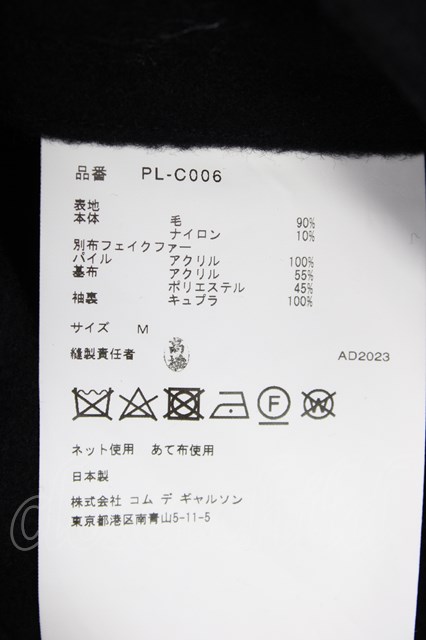 品番 PL-C006
表地
本体 毛 90%
ナイロン 10%
別布フェイクファー
パイル アクリル 100%
基布 アクリル 55%
ポリエステル 45%
袖裏 キュプラ 100%
サイズ M
縫製責任者 AD2023
P F W
ネット使用 あて布使用
日本製
株式会社 コム デ ギャルソン
東京都港区南青山5-11-5